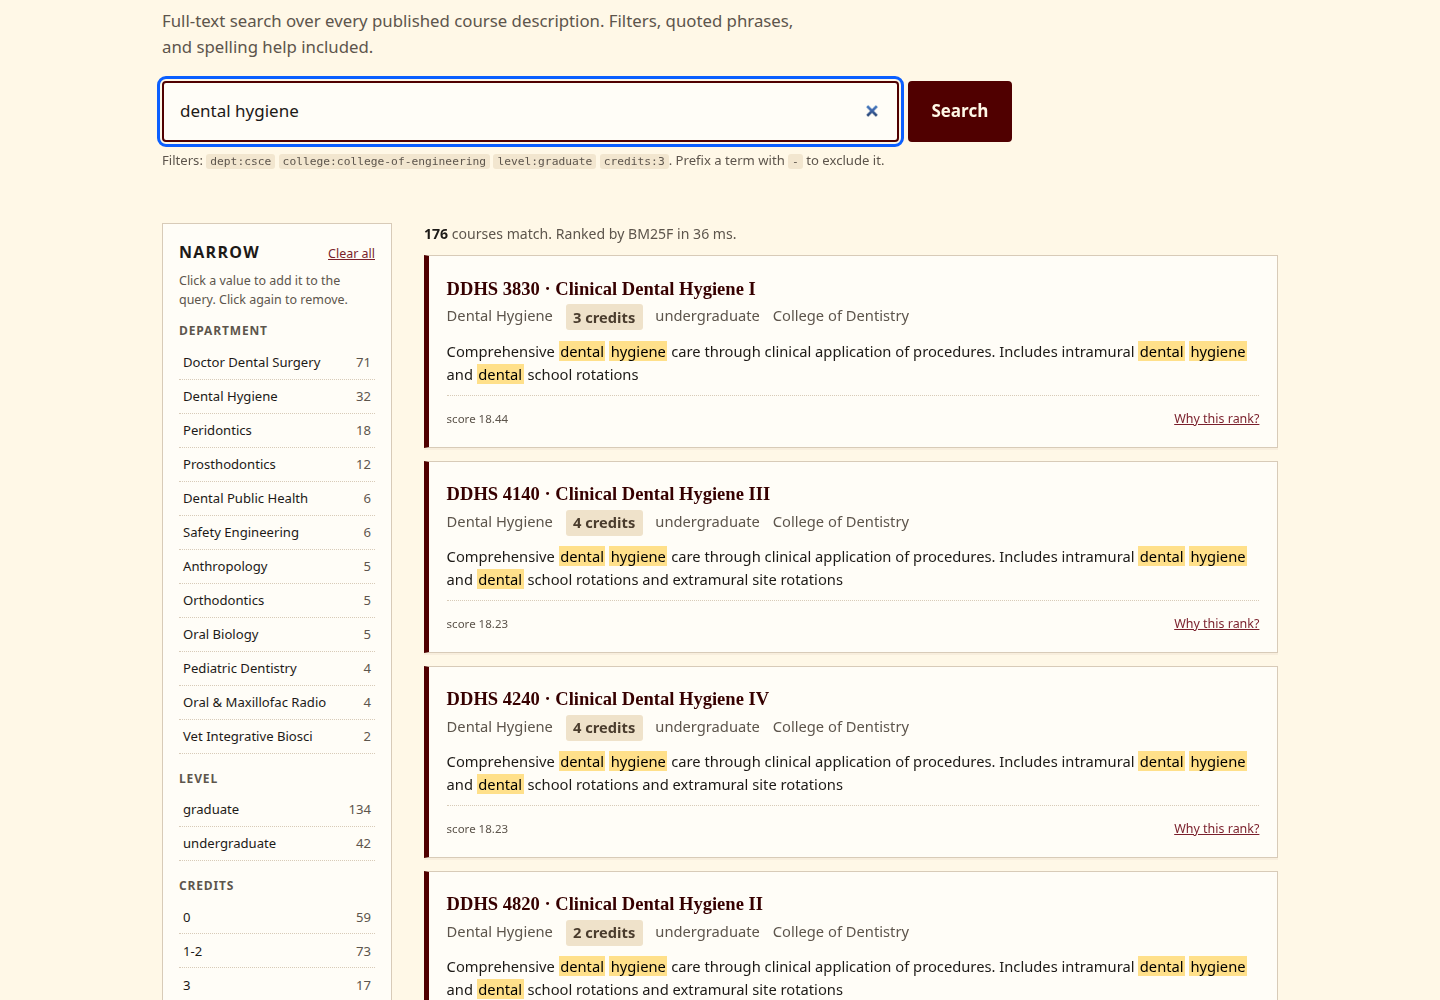 Full-text search over every published course description. Filters, quoted phrases,
and spelling help included.
dental hygiene
×
Search
Filters: dept:csce college:college-of-engineering level:graduate credits:3. Prefix a term with - to exclude it.
NARROW
Clear all
Click a value to add it to the
query. Click again to remove.
DEPARTMENT
Doctor Dental Surgery 71
Dental Hygiene 32
Peridontics 18
Prosthodontics 12
Dental Public Health 6
Safety Engineering 6
Anthropology 5
Orthodontics 5
Oral Biology 5
Pediatric Dentistry 4
Oral & Maxillofac Radio 4
Vet Integrative Biosci 2
LEVEL
graduate 134
undergraduate 42
CREDITS
0 59
1-2 73
3 17
176 courses match. Ranked by BM25F in 36 ms.
DDHS 3830 · Clinical Dental Hygiene I
Dental Hygiene 3 credits undergraduate College of Dentistry
Comprehensive dental hygiene care through clinical application of procedures. Includes intramural dental hygiene
and dental school rotations
score 18.44
Why this rank?
DDHS 4140 · Clinical Dental Hygiene III
Dental Hygiene 4 credits undergraduate College of Dentistry
Comprehensive dental hygiene care through clinical application of procedures. Includes intramural dental hygiene
and dental school rotations and extramural site rotations
score 18.23
Why this rank?
DDHS 4240 · Clinical Dental Hygiene IV
Dental Hygiene 4 credits undergraduate College of Dentistry
Comprehensive dental hygiene care through clinical application of procedures. Includes intramural dental hygiene
and dental school rotations and extramural site rotations
score 18.23
Why this rank?
DDHS 4820 · Clinical Dental Hygiene II
Dental Hygiene 2 credits undergraduate College of Dentistry
Comprehensive dental hygiene care through clinical application of procedures. Includes intramural dental hygiene
and dental school rotations and extramural site rotations